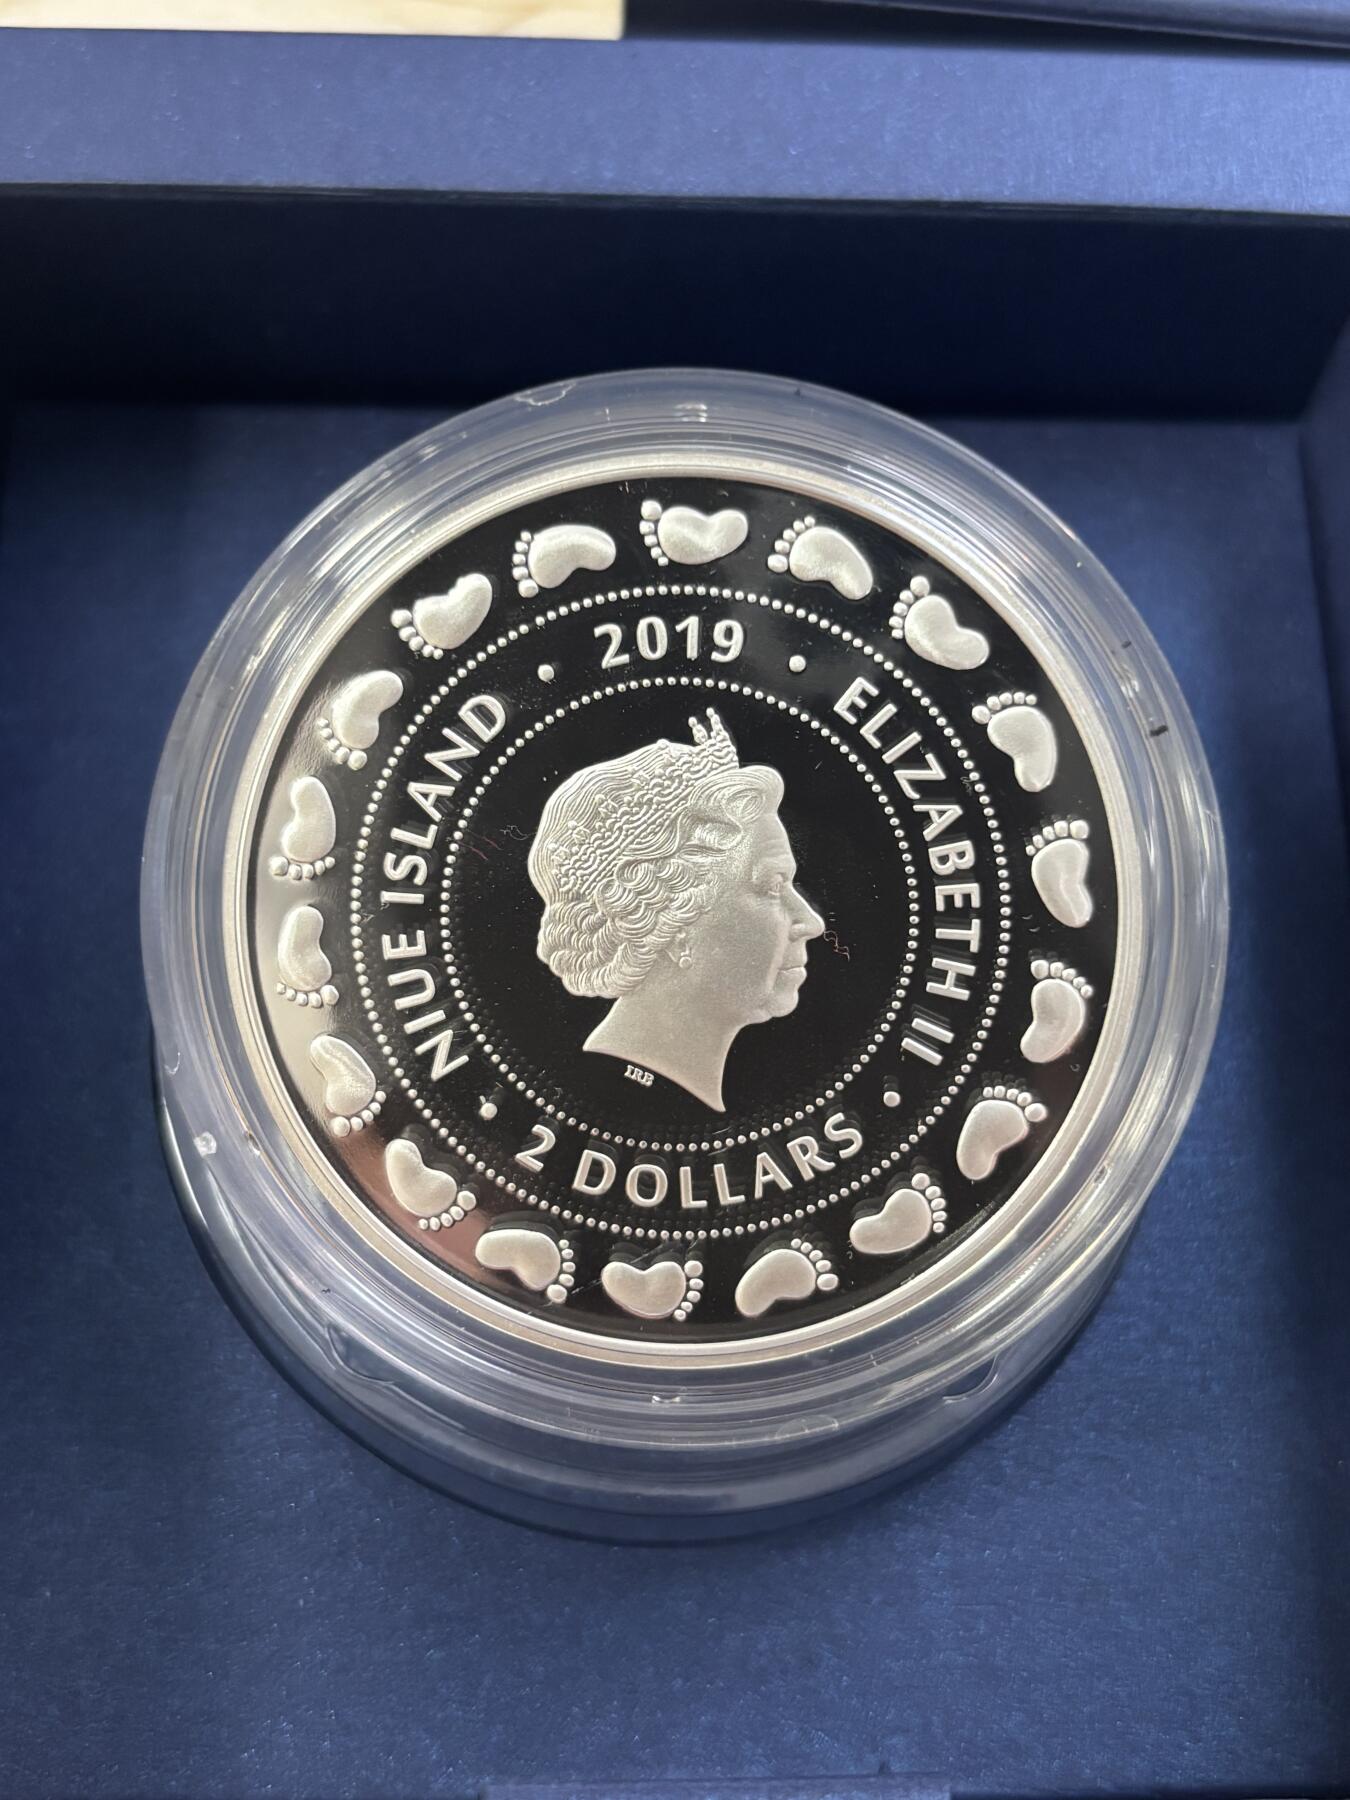 2019
NIUE ISLAND
ELIZABETH II
IRB
2 DOLLARS